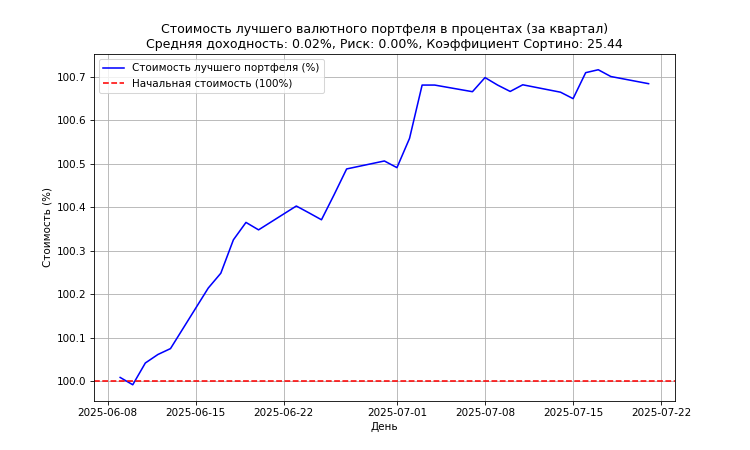 Стоимость лучшего валютного портфеля в процентах (за квартал)
Средняя доходность: 0.02%, Риск: 0.00%, Коэффициент Сортино: 25.44
Стоимость лучшего портфеля (%)
Начальная стоимость (100%)
Стоимость (%)
100.7
100.6
100.5
100.4
100.3
100.2
100.1
100.0
2025-06-08 2025-06-15 2025-06-22 2025-07-01 2025-07-08 2025-07-15 2025-07-22
День